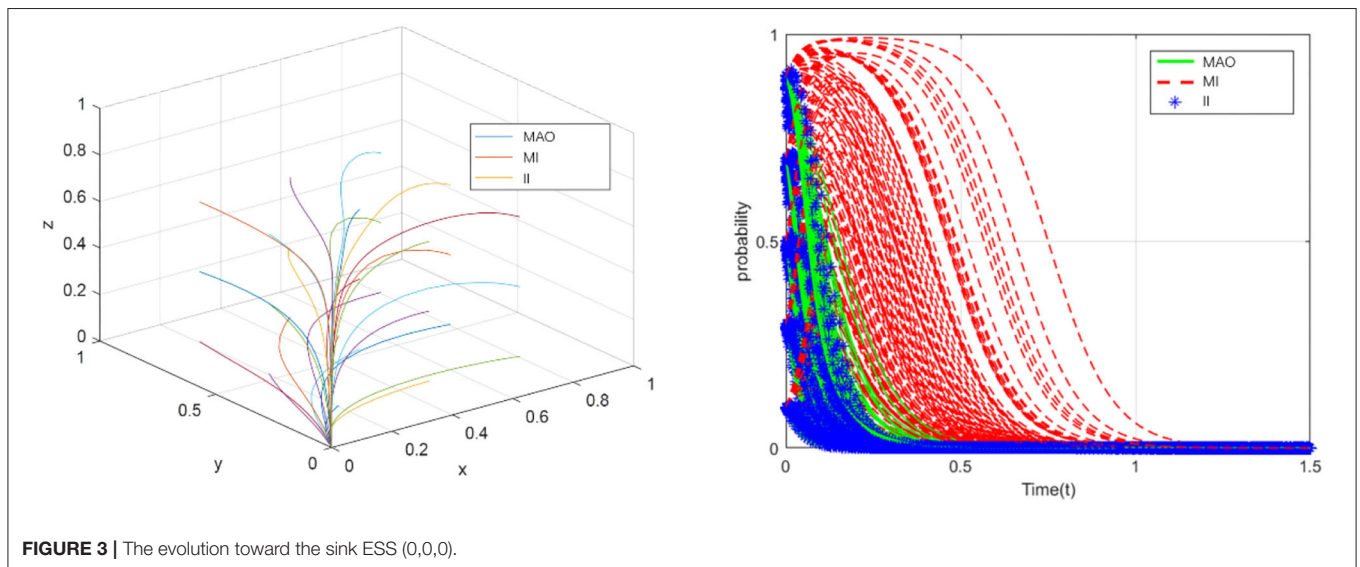 1
0.8
0.6
0.4
0.2
0
z
1
0.5
0
y
0
0.2
0.4
0.6
0.8
1
x
MAO
MI
II
1
0.5
0
probability
0
0.5
1
1.5
Time(t)
MAO
MI
II
FIGURE 3 | The evolution toward the sink ESS (0,0,0).